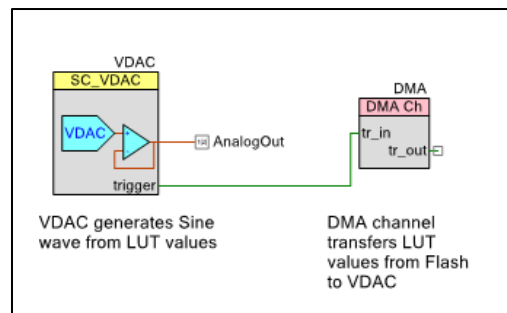 VDAC
SC_VDAC
VDAC
AnalogOut
trigger
VDAC generates Sine
wave from LUT values
DMA
DMA Ch
tr_in
tr_out
DMA channel
transfers LUT
values from Flash
to VDAC